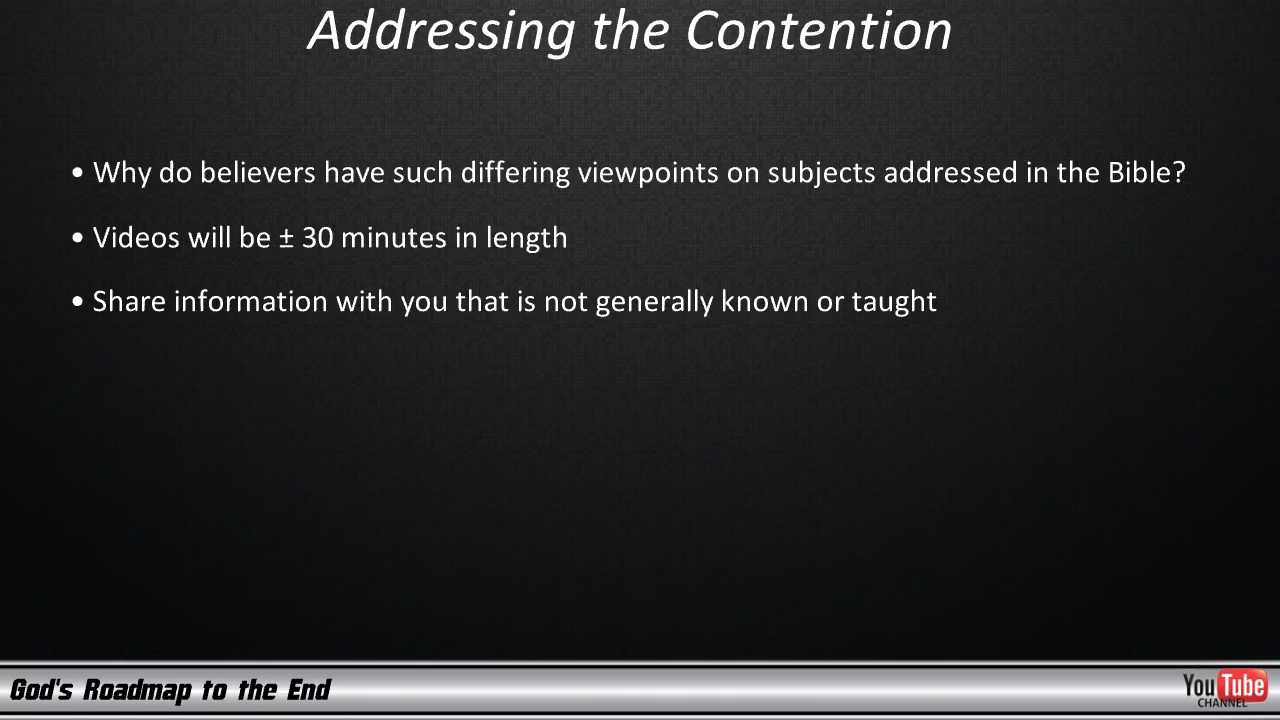 Addressing the Contention
• Why do believers have such differing viewpoints on subjects addressed in the Bible?
• Videos will be ± 30 minutes in length
• Share information with you that is not generally known or taught
God's Roadmap to the End
YouTube
CHANNEL